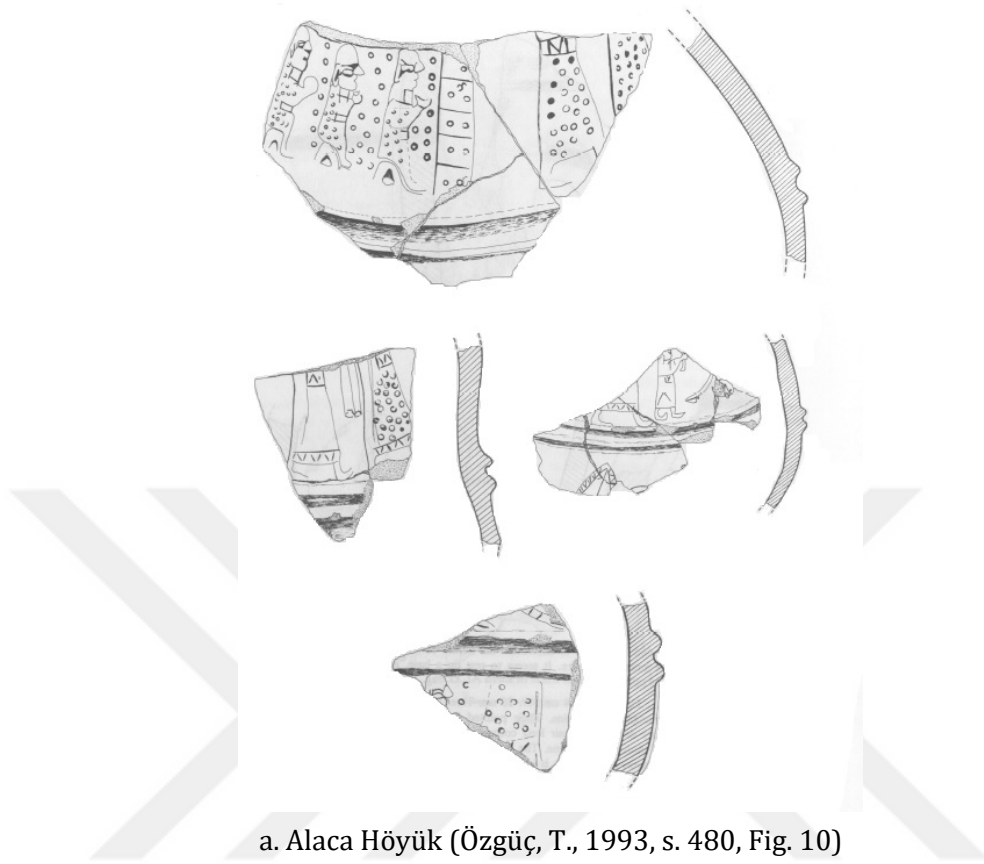 a. Alaca Höyük (Özgüç, T., 1993, s. 480, Fig. 10)